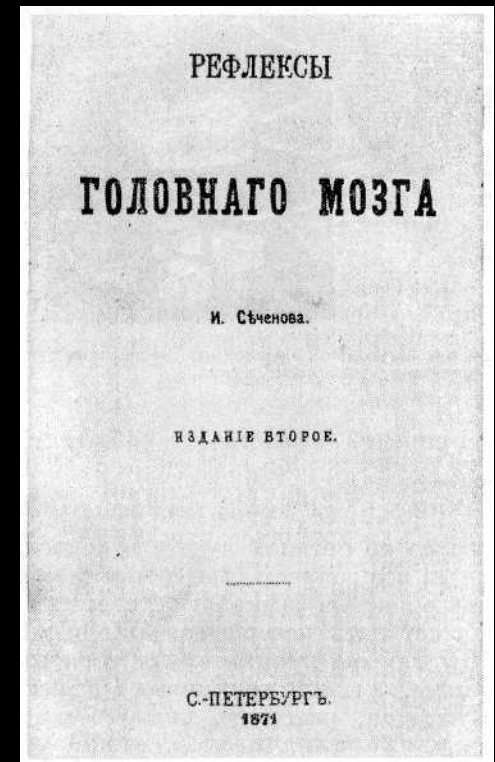 РЕФЛЕКСЫ
ГОЛОВНАГО МОЗГА
И. Сѣченова.
ИЗДАНІЕ ВТОРОЕ.
С.-ПЕТЕРБУРГЪ.
1871